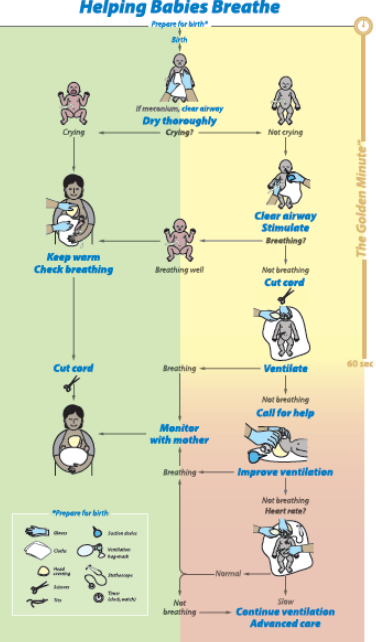 Helping Babies Breathe
Prepare for birth*
Birth
If meconium, clear airway
Dry thoroughly
Crying
Crying?
Not crying
Clear airway
Stimulate
Breathing?
Keep warm
Check breathing
Breathing well
Not breathing
Cut cord
The Golden Minute
60 sec
Cut cord
Breathing
Ventilate
Not breathing
Call for help
Monitor
with mother
Breathing
Improve ventilation
Not breathing
Heart rate?
*Prepare for birth
Gloves
Suction device
Cloths
Ventilation
bag-mask
Head
covering
Stethoscope
Scissors
Ties
Timer
(clock, watch)
Normal
Not
breathing
Slow
Continue ventilation
Advanced care